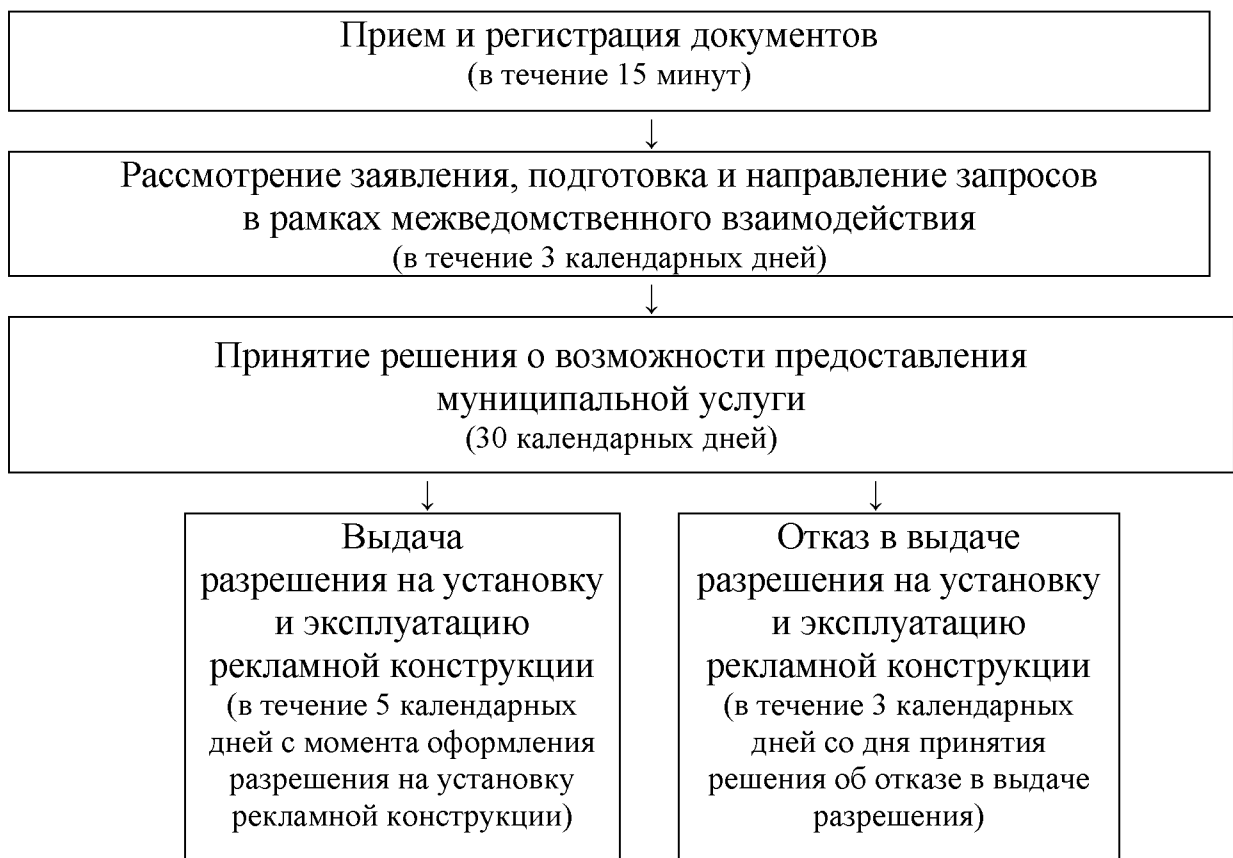 Прием и регистрация документов
(в течение 15 минут)
↓
Рассмотрение заявления, подготовка и направление запросов
в рамках межведомственного взаимодействия
(в течение 3 календарных дней)
↓
Принятие решения о возможности предоставления
муниципальной услуги
(30 календарных дней)
↓ ↓
Выдача
разрешения на установку
и эксплуатацию
рекламной конструкции
(в течение 5 календарных
дней с момента оформления
разрешения на установку
рекламной конструкции)
Отказ в выдаче
разрешения на установку
и эксплуатацию
рекламной конструкции
(в течение 3 календарных
дней со дня принятия
решения об отказе в выдаче
разрешения)